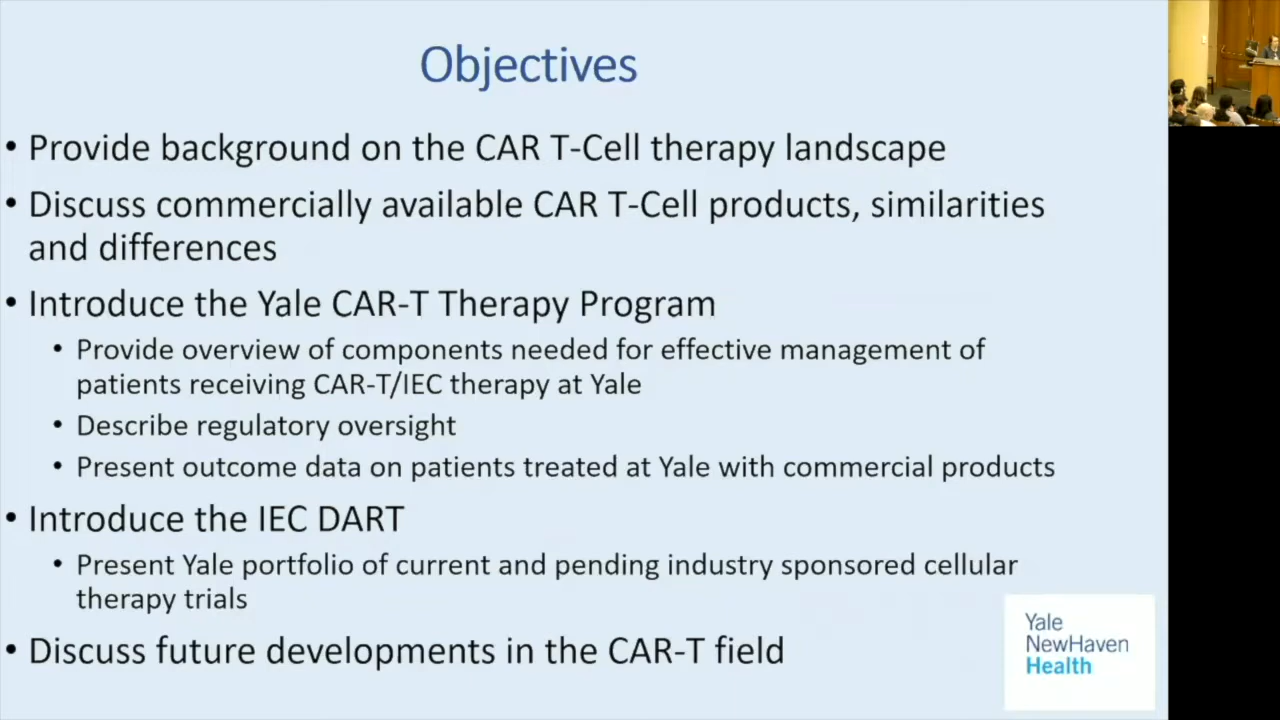 Objectives
• Provide background on the CAR T-Cell therapy landscape
• Discuss commercially available CAR T-Cell products, similarities
and differences
• Introduce the Yale CAR-T Therapy Program
• Provide overview of components needed for effective management of
patients receiving CAR-T/IEC therapy at Yale
• Describe regulatory oversight
• Present outcome data on patients treated at Yale with commercial products
• Introduce the IEC DART
• Present Yale portfolio of current and pending industry sponsored cellular
therapy trials
• Discuss future developments in the CAR-T field
Yale
NewHaven
Health